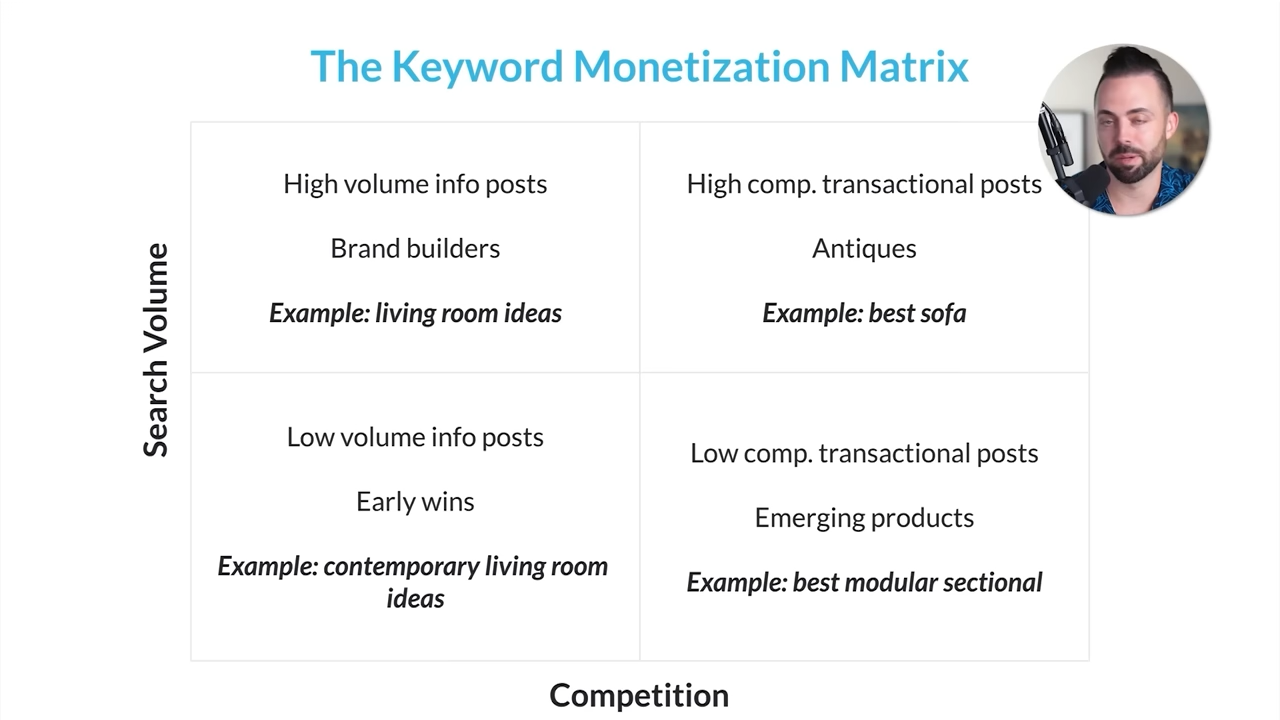 The Keyword Monetization Matrix
High volume info posts
Brand builders
Example: living room ideas
High comp. transactional posts
Antiques
Example: best sofa
Search Volume
Low volume info posts
Early wins
Example: contemporary living room
ideas
Low comp. transactional posts
Emerging products
Example: best modular sectional
Competition